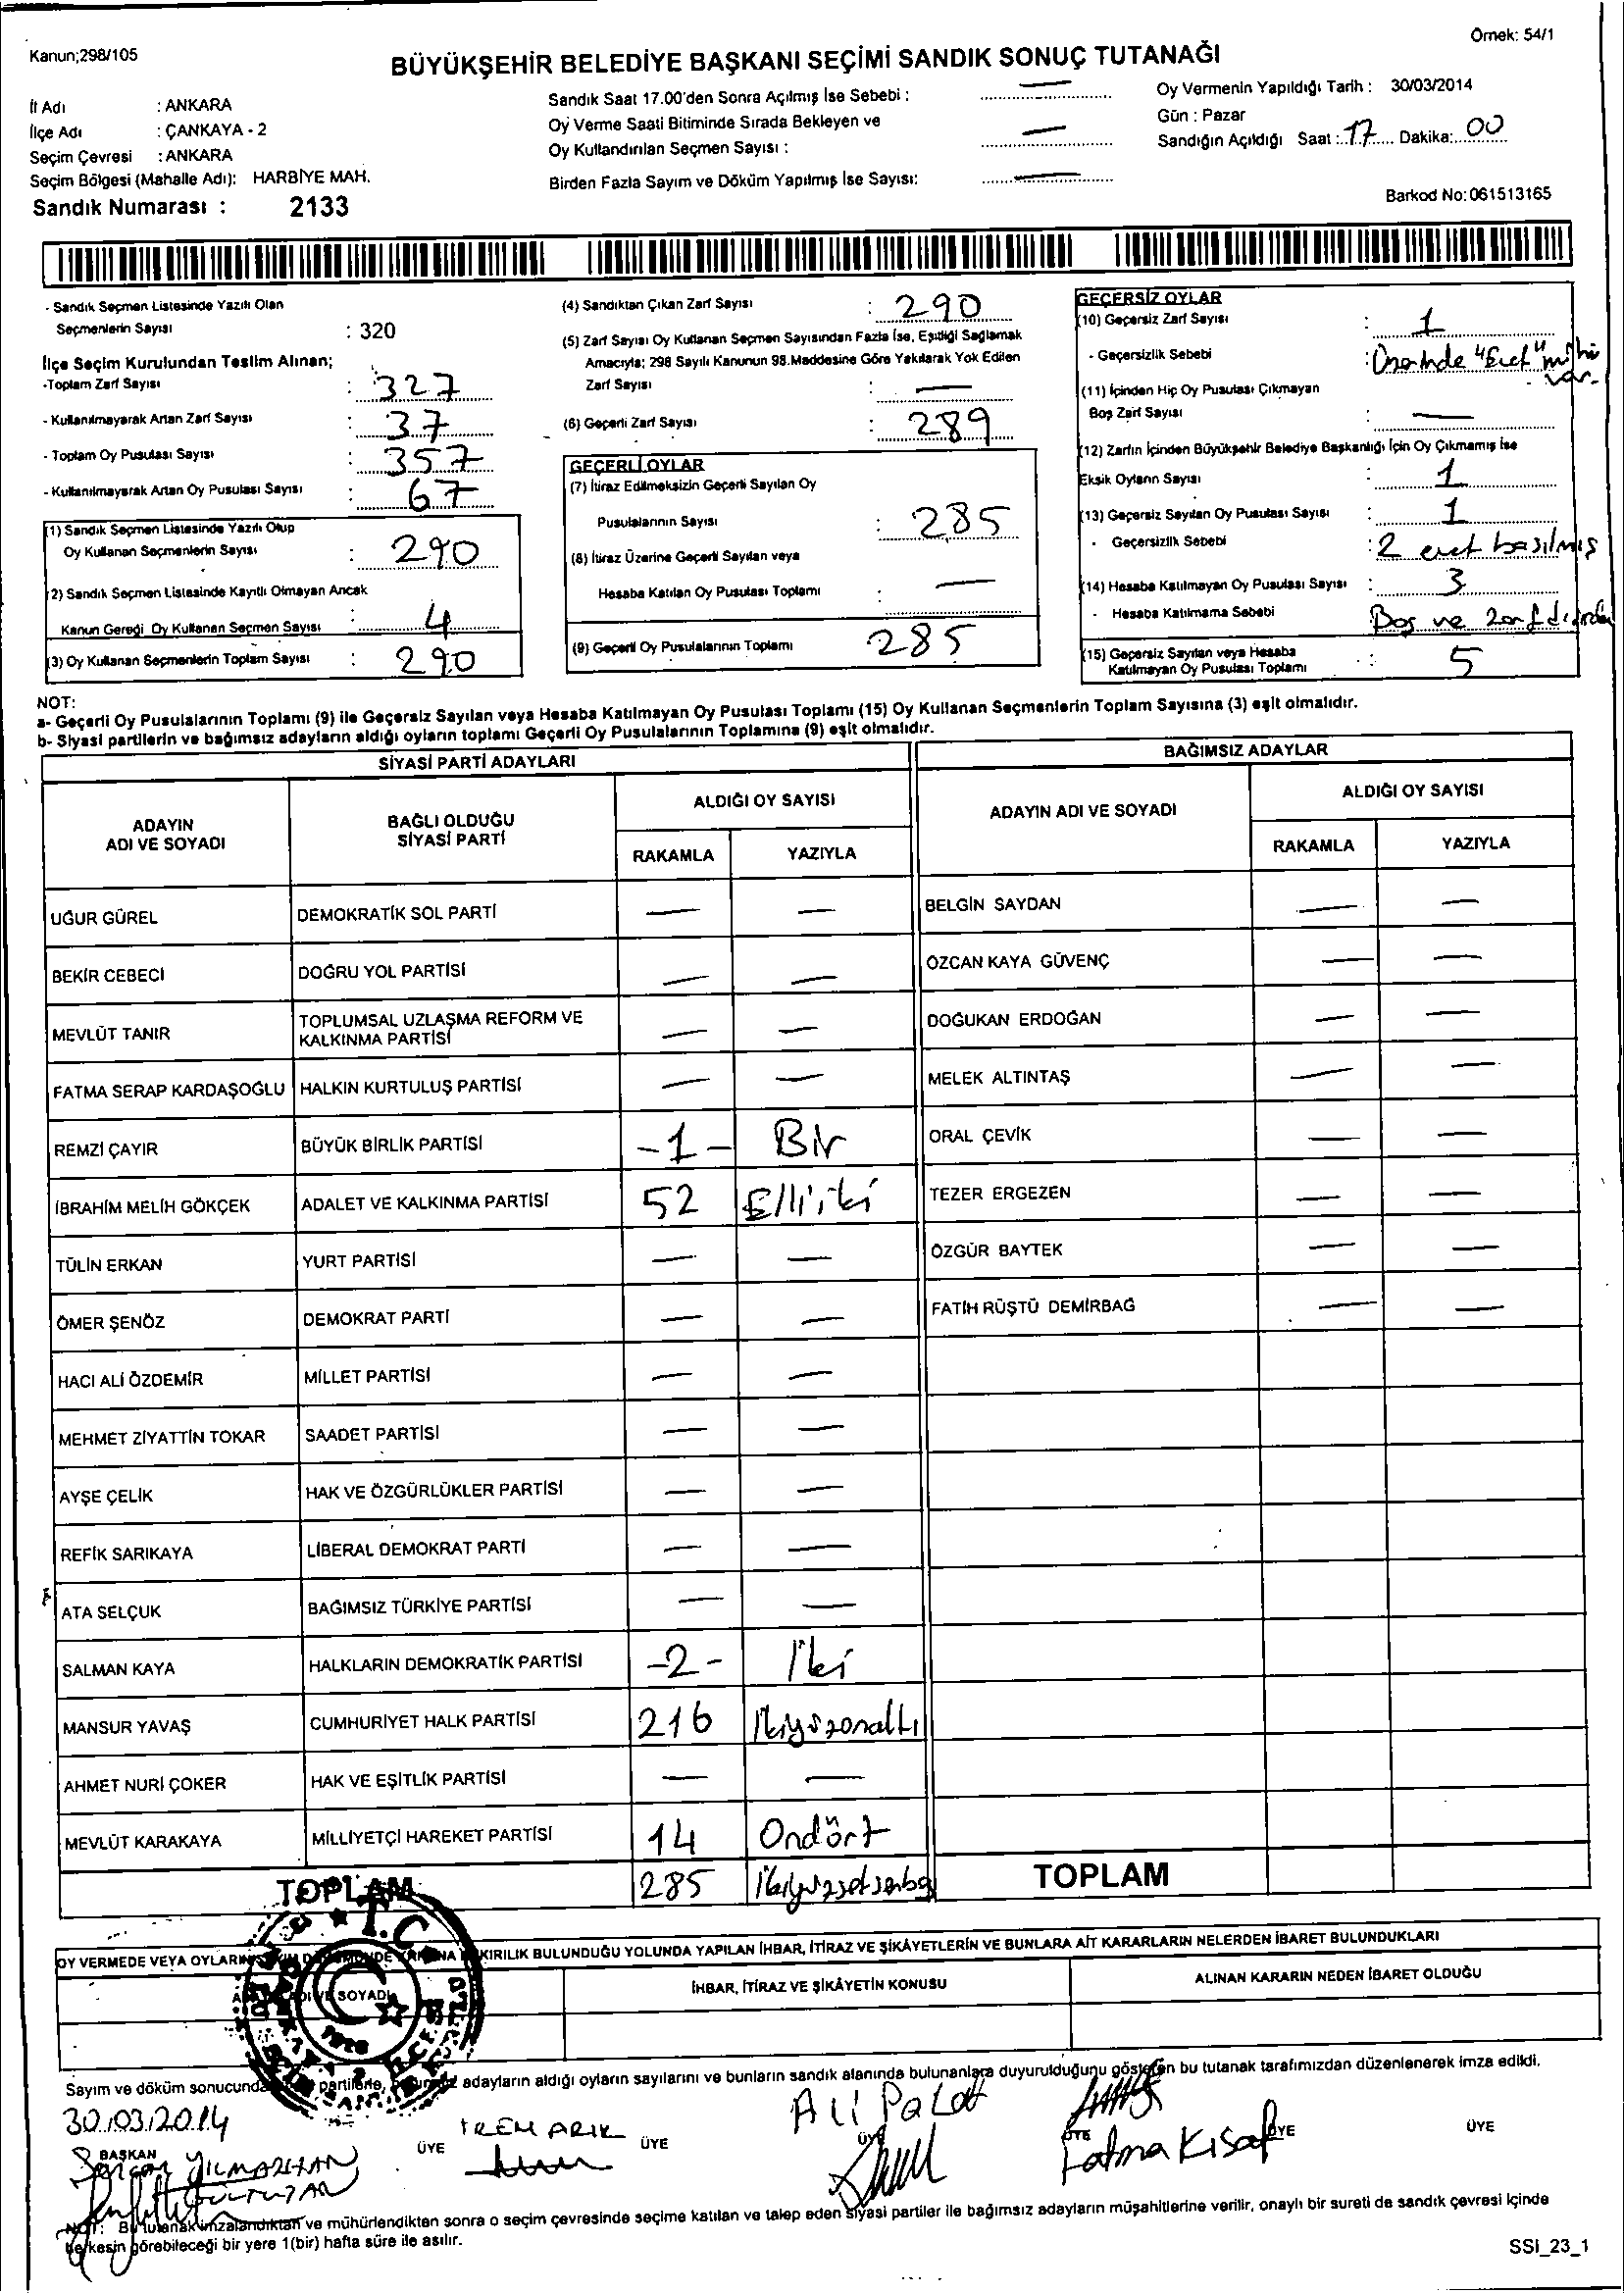 Kanun;298/105
Örnek: 54/1
BÜYÜKŞEHİR BELEDİYE BAŞKANI SEÇİMİ SANDIK SONUÇ TUTANAĞI
İl Adı : ANKARA
İlçe Adı : ÇANKAYA - 2
Seçim Çevresi : ANKARA
Seçim Bölgesi (Mahalle Adı): HARBİYE MAH.
Sandık Numarası : 2133
Sandık Saat 17.00'den Sonra Açılmış İse Sebebi : —
Oy Verme Saati Bitiminde Sırada Bekleyen ve
Oy Kullandırılan Seçmen Sayısı : —
Birden Fazla Sayım ve Döküm Yapılmış İse Sayısı: —
Oy Vermenin Yapıldığı Tarih : 30/03/2014
Gün : Pazar
Sandığın Açıldığı Saat : 17 Dakika: 00
Barkod No: 061513165
- Sandık Seçmen Listesinde Yazılı Olan
Seçmenlerin Sayısı : 320
İlçe Seçim Kurulundan Teslim Alınan;
-Toplam Zarf Sayısı : 327
- Kullanılmayarak Artan Zarf Sayısı : 37
- Toplam Oy Pusulası Sayısı : 357
- Kullanılmayarak Artan Oy Pusulası Sayısı : 67
(1) Sandık Seçmen Listesinde Yazılı Olup
Oy Kullanan Seçmenlerin Sayısı : 290
(2) Sandık Seçmen Listesinde Kayıtlı Olmayan Ancak
Kanun Gereği Oy Kullanan Seçmen Sayısı : 4
(3) Oy Kullanan Seçmenlerin Toplam Sayısı : 290
(4) Sandıktan Çıkan Zarf Sayısı : 290
(5) Zarf Sayısı Oy Kullanan Seçmen Sayısından Fazla İse, Eşitliği Sağlamak
Amacıyla; 298 Sayılı Kanunun 98.Maddesine Göre Yakılarak Yok Edilen
Zarf Sayısı : —
(6) Geçerli Zarf Sayısı : 289
GEÇERLİ OYLAR
(7) İtiraz Edilmeksizin Geçerli Sayılan Oy
Pusulalarının Sayısı : 285
(8) İtiraz Üzerine Geçerli Sayılan veya
Hesaba Katılan Oy Pusulası Toplamı : —
(9) Geçerli Oy Pusulalarının Toplamı : 285
GEÇERSİZ OYLAR
(10) Geçersiz Zarf Sayısı : 1
- Geçersizlik Sebebi : Üzerinde "Evet" mührü
var.
(11) İçinden Hiç Oy Pusulası Çıkmayan
Boş Zarf Sayısı : —
(12) Zarfın İçinden Büyükşehir Belediye Başkanlığı İçin Oy Çıkmamış İse
Eksik Oyların Sayısı : 1
(13) Geçersiz Sayılan Oy Pusulası Sayısı : 1
- Geçersizlik Sebebi : 2 evet basılmış
(14) Hesaba Katılmayan Oy Pusulası Sayısı : 3
- Hesaba Katılmama Sebebi Boş ve zarf dışında
(15) Geçersiz Sayılan veya Hesaba
Katılmayan Oy Pusulası Toplamı : 5
NOT:
a- Geçerli Oy Pusulalarının Toplamı (9) ile Geçersiz Sayılan veya Hesaba Katılmayan Oy Pusulası Toplamı (15) Oy Kullanan Seçmenlerin Toplam Sayısına (3) eşit olmalıdır.
b- Siyasi partilerin ve bağımsız adayların aldığı oyların toplamı Geçerli Oy Pusulalarının Toplamına (9) eşit olmalıdır.
SİYASİ PARTİ ADAYLARI
ADAYIN
ADI VE SOYADI
BAĞLI OLDUĞU
SİYASİ PARTİ
ALDIĞI OY SAYISI
RAKAMLA YAZIYLA
UĞUR GÜREL DEMOKRATİK SOL PARTİ — —
BEKİR CEBECİ DOĞRU YOL PARTİSİ — —
MEVLÜT TANIR TOPLUMSAL UZLAŞMA REFORM VE
KALKINMA PARTİSİ — —
FATMA SERAP KARDAŞOĞLU HALKIN KURTULUŞ PARTİSİ — —
REMZİ ÇAYIR BÜYÜK BİRLİK PARTİSİ -1- Bir
İBRAHİM MELİH GÖKÇEK ADALET VE KALKINMA PARTİSİ 52 Elliiki
TÜLİN ERKAN YURT PARTİSİ — —
ÖMER ŞENÖZ DEMOKRAT PARTİ — —
HACI ALİ ÖZDEMİR MİLLET PARTİSİ — —
MEHMET ZİYATTİN TOKAR SAADET PARTİSİ — —
AYŞE ÇELİK HAK VE ÖZGÜRLÜKLER PARTİSİ — —
REFİK SARIKAYA LİBERAL DEMOKRAT PARTİ — —
ATA SELÇUK BAĞIMSIZ TÜRKİYE PARTİSİ — —
SALMAN KAYA HALKLARIN DEMOKRATİK PARTİSİ -2- İki
MANSUR YAVAŞ CUMHURİYET HALK PARTİSİ 216 İkiyüzonaltı
AHMET NURİ ÇOKER HAK VE EŞİTLİK PARTİSİ — —
MEVLÜT KARAKAYA MİLLİYETÇİ HAREKET PARTİSİ 14 Ondört
TOPLAM 285 İkiyüzseksenbeş
BAĞIMSIZ ADAYLAR
ADAYIN ADI VE SOYADI
ALDIĞI OY SAYISI
RAKAMLA YAZIYLA
BELGİN SAYDAN — —
OZCAN KAYA GÜVENÇ — —
DOĞUKAN ERDOĞAN — —
MELEK ALTINTAŞ — —
ORAL ÇEVİK — —
TEZER ERGEZEN — —
ÖZGÜR BAYTEK — —
FATİH RÜŞTÜ DEMİRBAĞ — —
TOPLAM
OY VERMEDE VEYA OYLARIN KIRILIK BULUNDUĞU YOLUNDA YAPILAN İHBAR, İTİRAZ VE ŞİKÂYETLERİN VE BUNLARA AİT KARARLARIN NELERDEN İBARET BULUNDUKLARI
VE SOYADI
İHBAR, İTİRAZ VE ŞİKÂYETİN KONUSU
ALINAN KARARIN NEDEN İBARET OLDUĞU
T.C
Sayım ve döküm sonucunda partilerle, adayların aldığı oyların sayılarını ve bunların sandık alanında bulunanlara duyurulduğunu gösteren bu tutanak tarafımızdan düzenlenerek imza edildi.
30.03.2014
İREM ARIK
Ali Polat
BAŞKAN ÜYE ÜYE ÜYE ÜYE ÜYE ÜYE
YILMAZHAN
Fatma Kısa
NOT: Bu tutanak imzalandıktan ve mühürlendikten sonra o seçim çevresinde seçime katılan ve talep eden siyasi partiler ile bağımsız adayların müşahitlerine verilir, onaylı bir sureti de sandık çevresi içinde
herkesin görebileceği bir yere 1(bir) hafta süre ile asılır.
SSİ_23_1